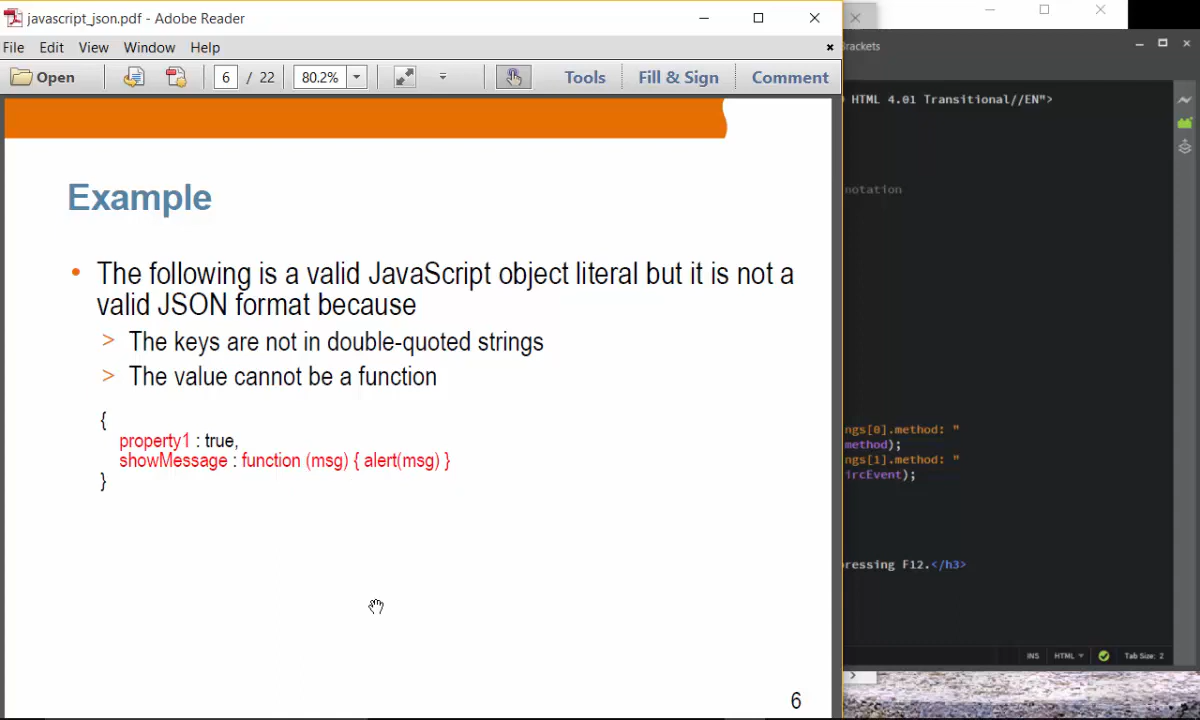 javascript_json.pdf - Adobe Reader
File Edit View Window Help
Open 6 / 22 80.2% Tools Fill & Sign Comment
Example
• The following is a valid JavaScript object literal but it is not a
valid JSON format because
> The keys are not in double-quoted strings
> The value cannot be a function
{
property1 : true,
showMessage : function (msg) { alert(msg) }
}
6
Brackets
HTML 4.01 Transitional//EN">
notation
ngs[0].method: "
method);
ngs[1].method: "
ircEvent);
ressing F12.</h3>
INS HTML Tab Size: 2